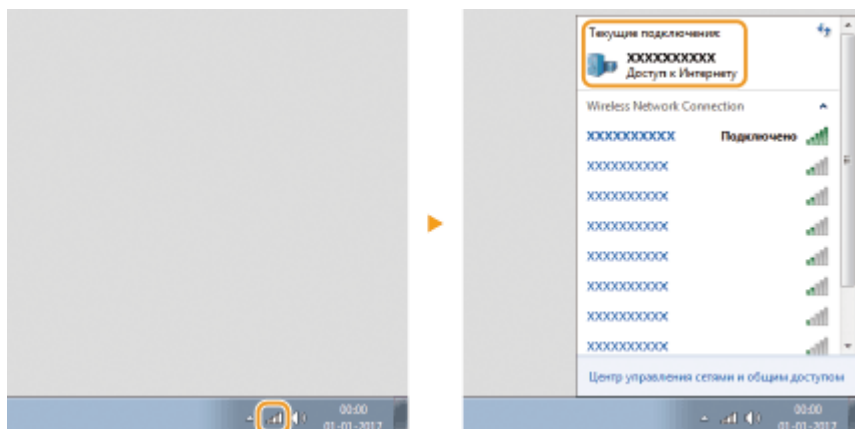 00:00
01-01-2012
Текущие подключения:
XXXXXXXXXX
Доступ к Интернету
Wireless Network Connection
XXXXXXXXXX Подключено
XXXXXXXXXX
XXXXXXXXXX
XXXXXXXXXX
XXXXXXXXXX
XXXXXXXXXX
XXXXXXXXXX
XXXXXXXXXX
Центр управления сетями и общим доступом
00:00
01-01-2012